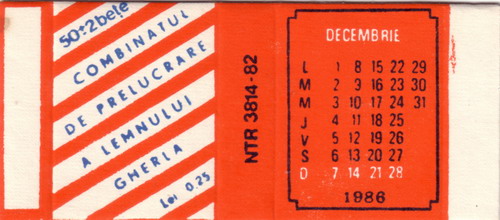 50÷2 bețe
COMBINATUL
DE PRELUCRARE
A LEMNULUI
GHERLA
Lei 0,25
NTR 3814-82
DECEMBRIE
L 1 8 15 22 29
M 2 9 16 23 30
M 3 10 17 24 31
J 4 11 18 25
V 5 12 19 26
S 6 13 20 27
D 7 14 21 28
1986